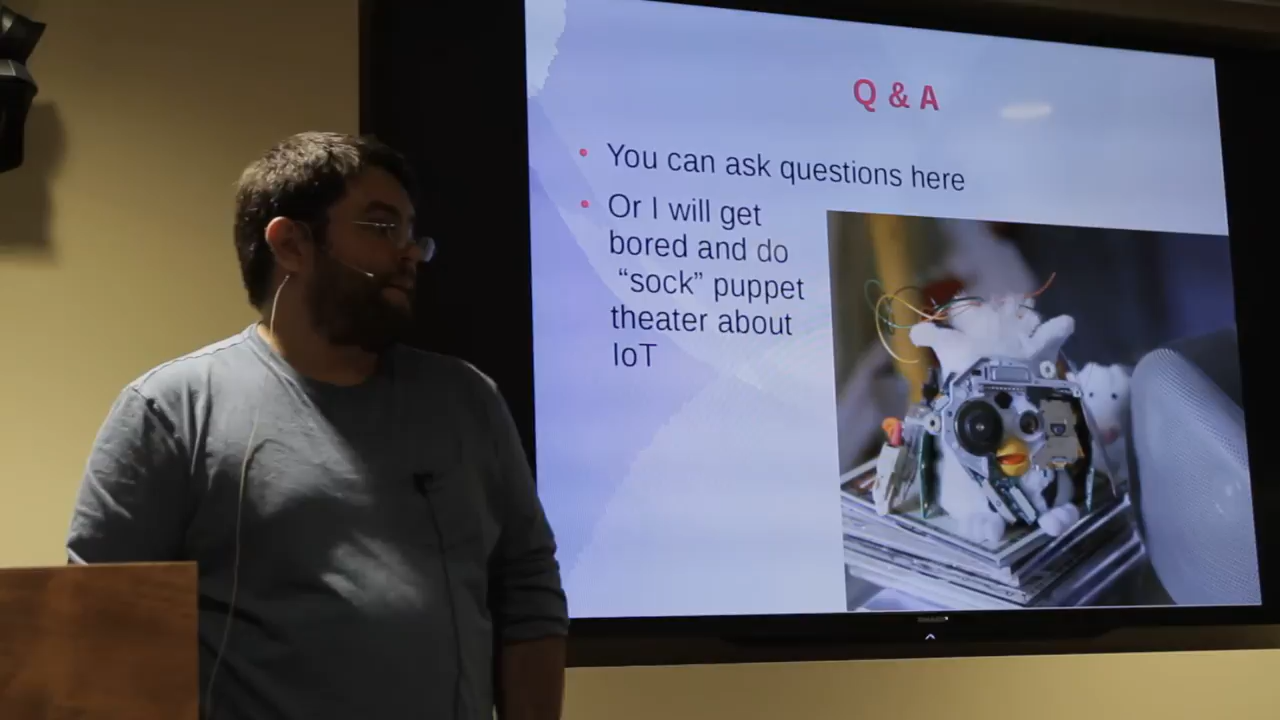 Q & A
You can ask questions here
Or I will get
bored and do
“sock” puppet
theater about
IoT